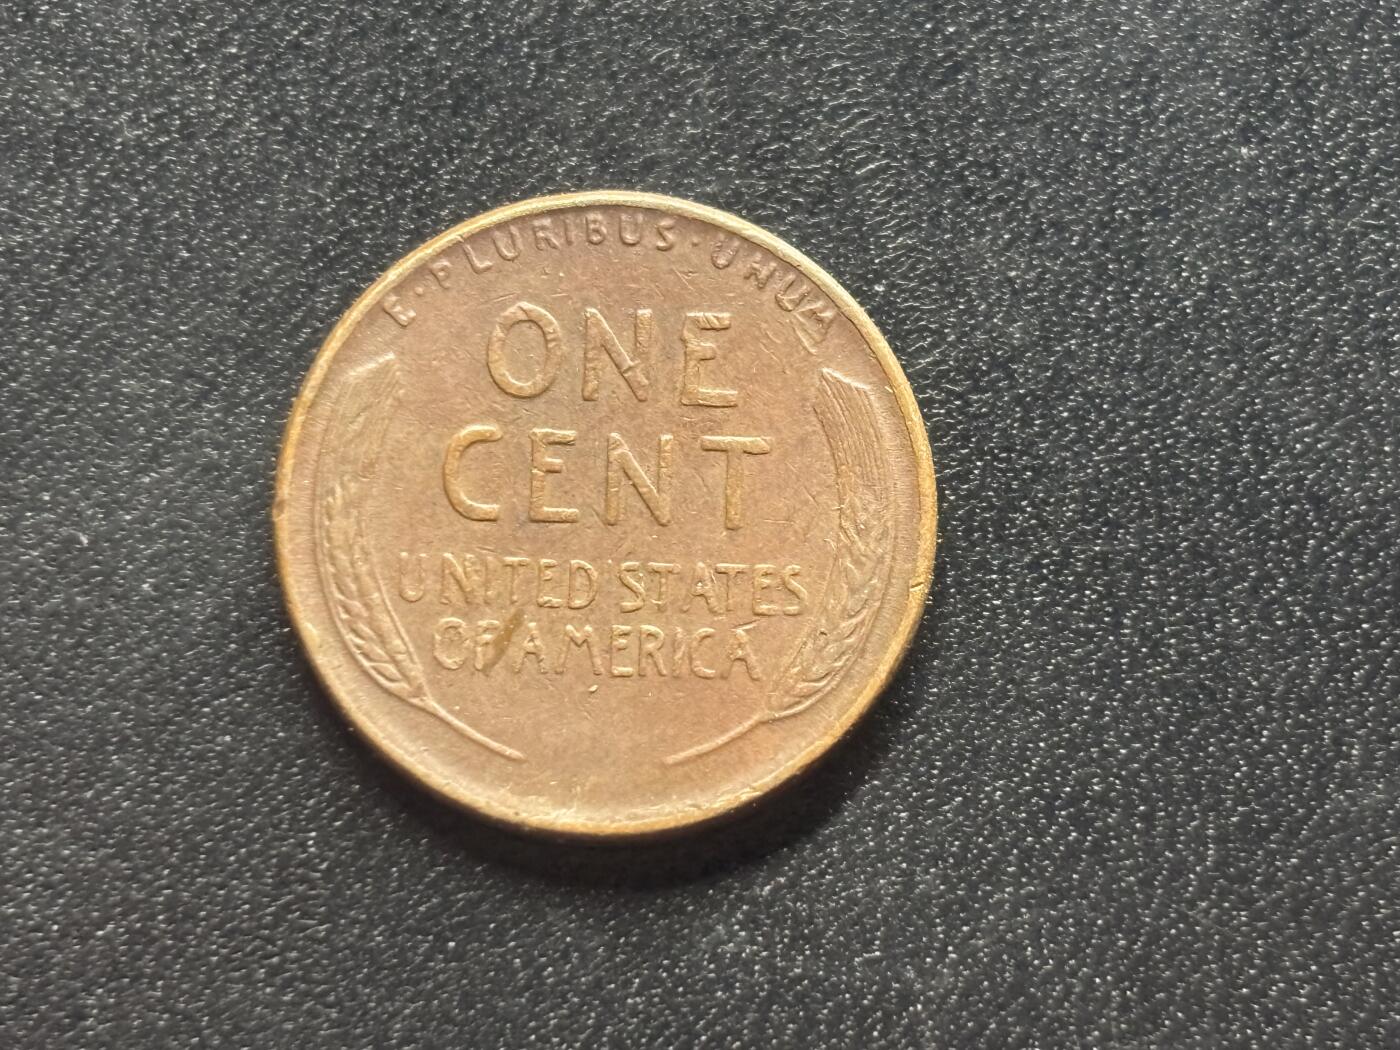 E·PLURIBUS·UNUM
ONE
CENT
UNITED STATES
OF AMERICA